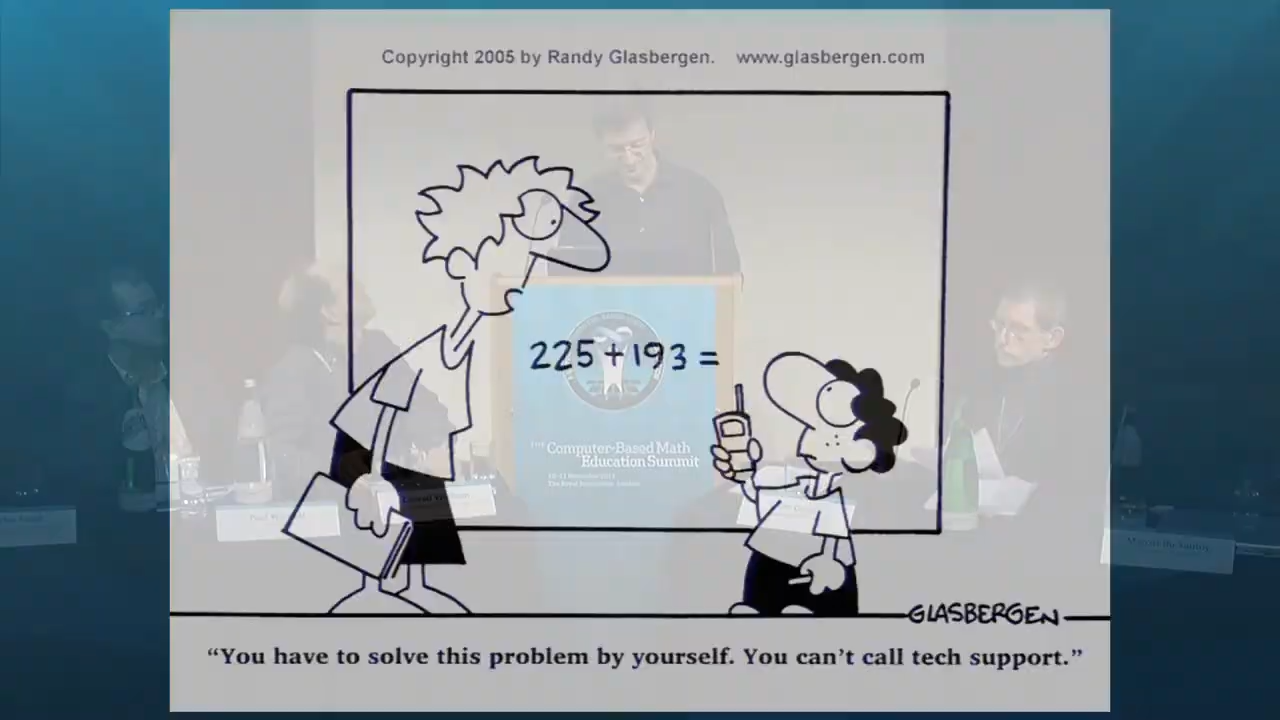 Copyright 2005 by Randy Glasbergen. www.glasbergen.com
225+193=
THE Computer-Based Math
Education Summit
GLASBERGEN
“You have to solve this problem by yourself. You can’t call tech support.”